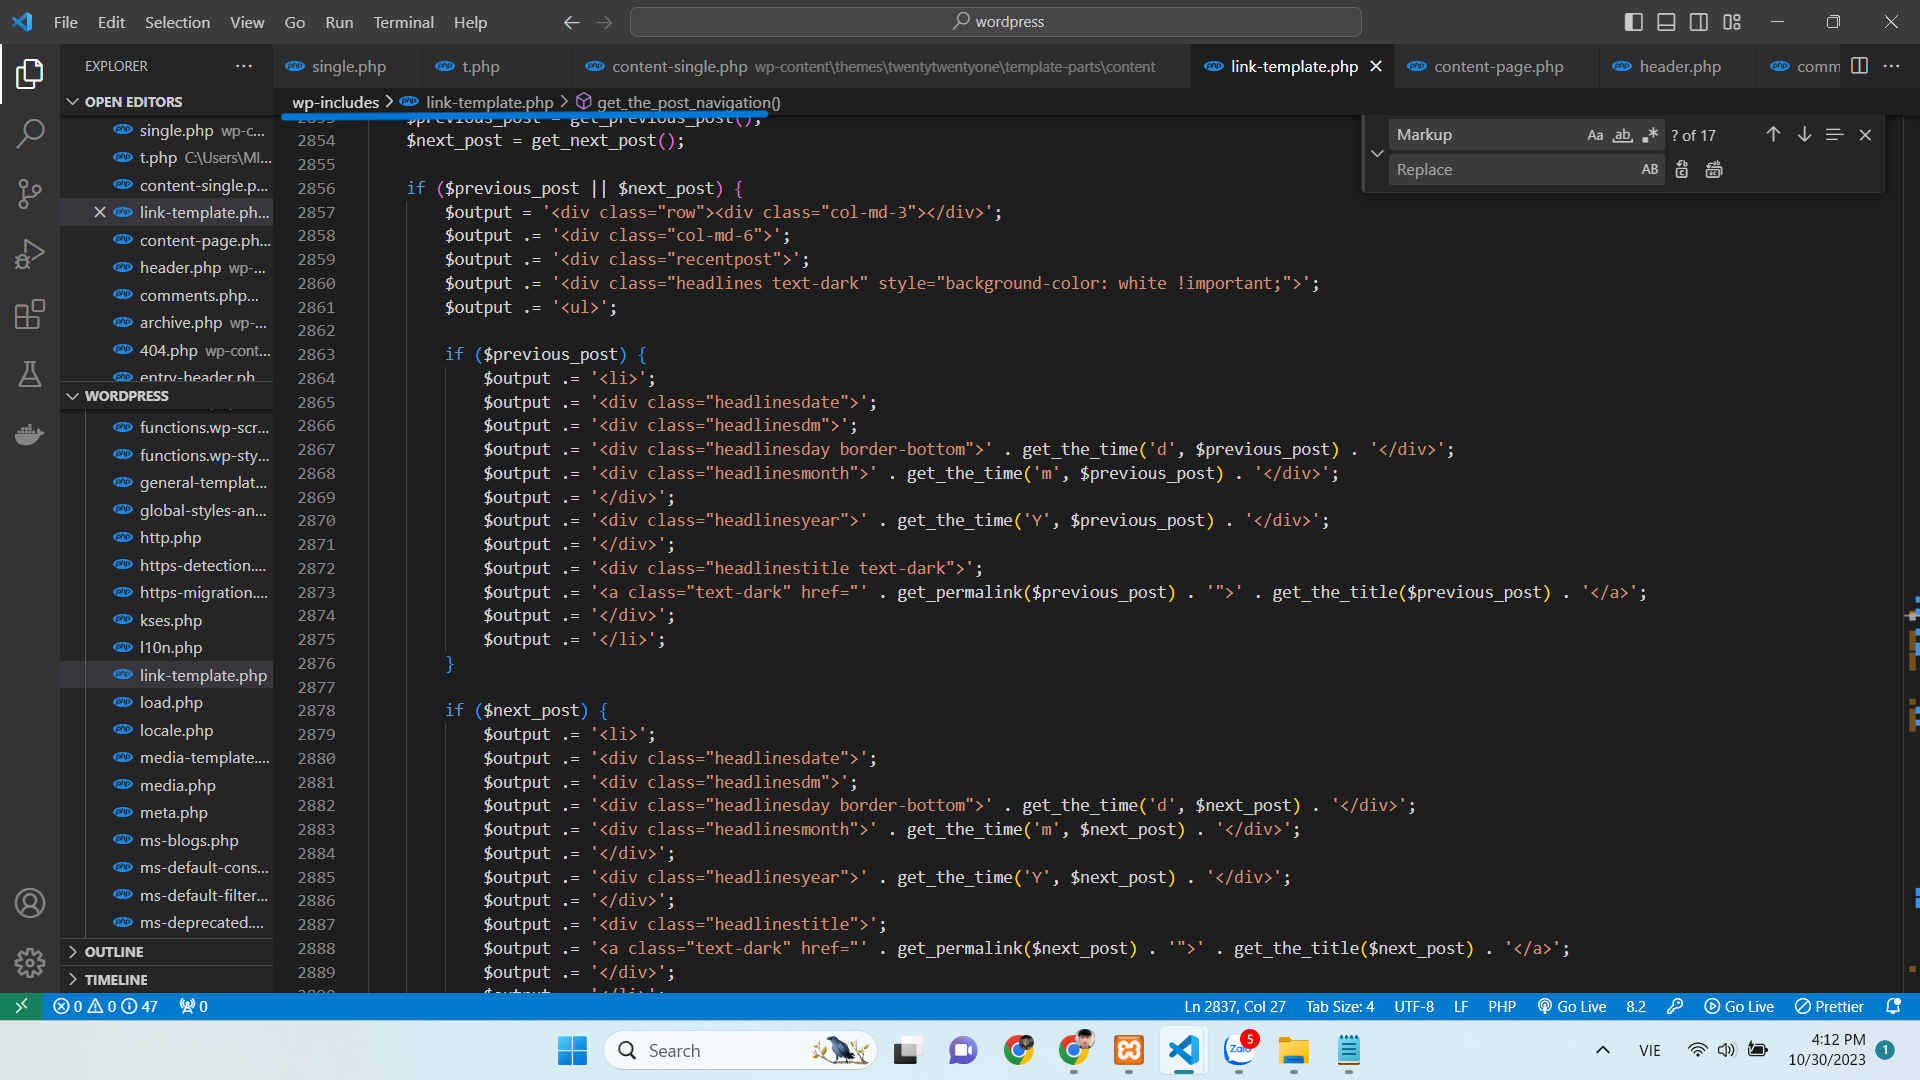 File Edit Selection View Go Run Terminal Help
wordpress
EXPLORER
single.php
t.php
content-single.php wp-content\themes\twentytwentyone\template-parts\content
link-template.php
content-page.php
header.php
comm
OPEN EDITORS
single.php wp-c...
t.php C:\Users\MI...
content-single.p...
link-template.ph...
content-page.ph...
header.php wp-...
comments.php...
archive.php wp-...
404.php wp-cont...
entry-header.ph
WORDPRESS
functions.wp-scr...
functions.wp-sty...
general-templat...
global-styles-an...
http.php
https-detection....
https-migration....
kses.php
l10n.php
link-template.php
load.php
locale.php
media-template....
media.php
meta.php
ms-blogs.php
ms-default-cons...
ms-default-filter...
ms-deprecated....
OUTLINE
TIMELINE
wp-includes > link-template.php > get_the_post_navigation()
Markup
Aa ab .* ? of 17
Replace
AB
2853 $previous_post = get_previous_post();
2854 $next_post = get_next_post();
2855
2856 if ($previous_post || $next_post) {
2857 $output = '<div class="row"><div class="col-md-3"></div>';
2858 $output .= '<div class="col-md-6">';
2859 $output .= '<div class="recentpost">';
2860 $output .= '<div class="headlines text-dark" style="background-color: white !important;">';
2861 $output .= '<ul>';
2862
2863 if ($previous_post) {
2864 $output .= '<li>';
2865 $output .= '<div class="headlinesdate">';
2866 $output .= '<div class="headlinesdm">';
2867 $output .= '<div class="headlinesday border-bottom">' . get_the_time('d', $previous_post) . '</div>';
2868 $output .= '<div class="headlinesmonth">' . get_the_time('m', $previous_post) . '</div>';
2869 $output .= '</div>';
2870 $output .= '<div class="headlinesyear">' . get_the_time('Y', $previous_post) . '</div>';
2871 $output .= '</div>';
2872 $output .= '<div class="headlinestitle text-dark">';
2873 $output .= '<a class="text-dark" href="' . get_permalink($previous_post) . '">' . get_the_title($previous_post) . '</a>';
2874 $output .= '</div>';
2875 $output .= '</li>';
2876 }
2877
2878 if ($next_post) {
2879 $output .= '<li>';
2880 $output .= '<div class="headlinesdate">';
2881 $output .= '<div class="headlinesdm">';
2882 $output .= '<div class="headlinesday border-bottom">' . get_the_time('d', $next_post) . '</div>';
2883 $output .= '<div class="headlinesmonth">' . get_the_time('m', $next_post) . '</div>';
2884 $output .= '</div>';
2885 $output .= '<div class="headlinesyear">' . get_the_time('Y', $next_post) . '</div>';
2886 $output .= '</div>';
2887 $output .= '<div class="headlinestitle">';
2888 $output .= '<a class="text-dark" href="' . get_permalink($next_post) . '">' . get_the_title($next_post) . '</a>';
2889 $output .= '</div>';
0 0 47 0
Ln 2837, Col 27 Tab Size: 4 UTF-8 LF PHP Go Live 8.2 Go Live Prettier
Search
Zalo 5
VIE
4:12 PM
10/30/2023
1